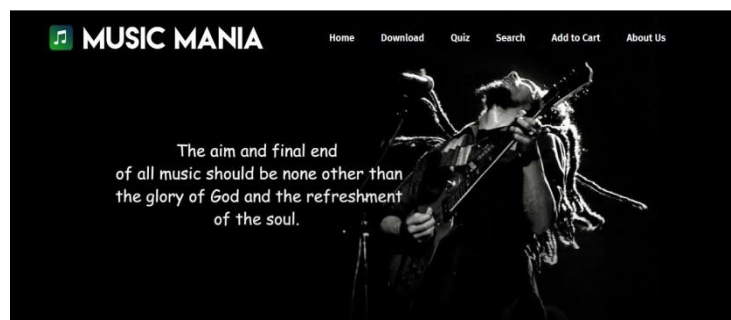 MUSIC MANIA
Home Download Quiz Search Add to Cart About Us
The aim and final end
of all music should be none other than
the glory of God and the refreshment
of the soul.